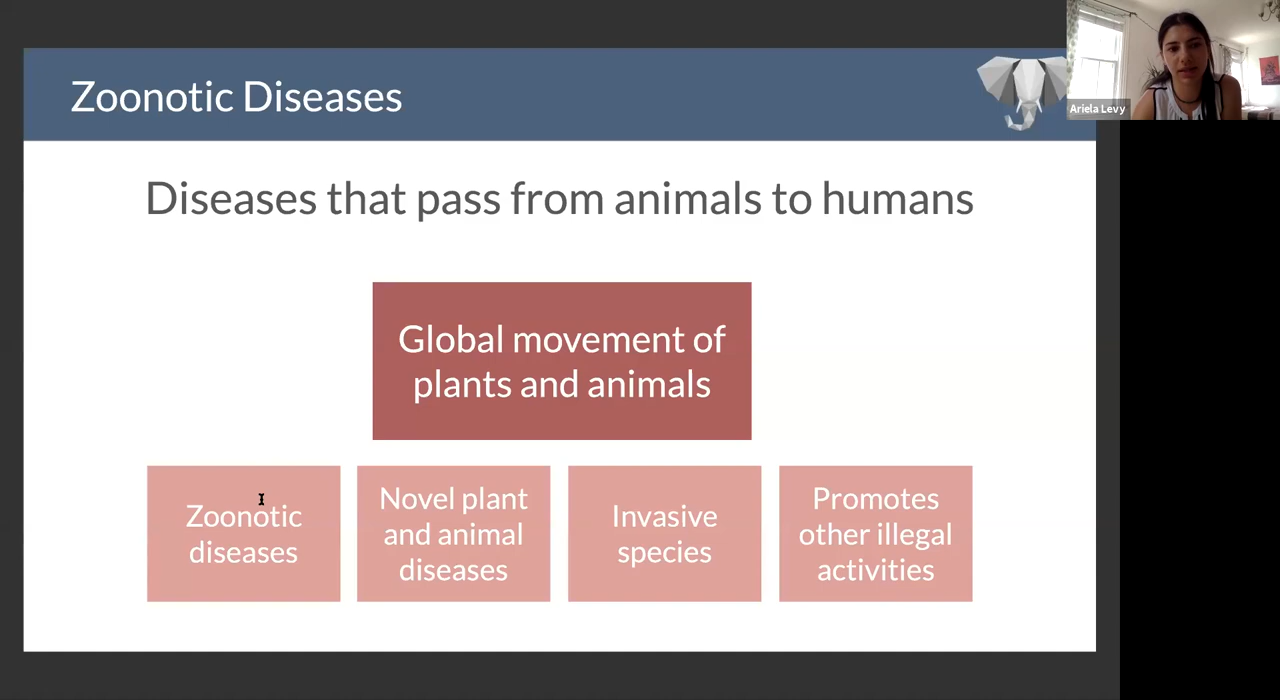 Zoonotic Diseases
Ariela Levy
Diseases that pass from animals to humans
Global movement of
plants and animals
Zoonotic
diseases
Novel plant
and animal
diseases
Invasive
species
Promotes
other illegal
activities